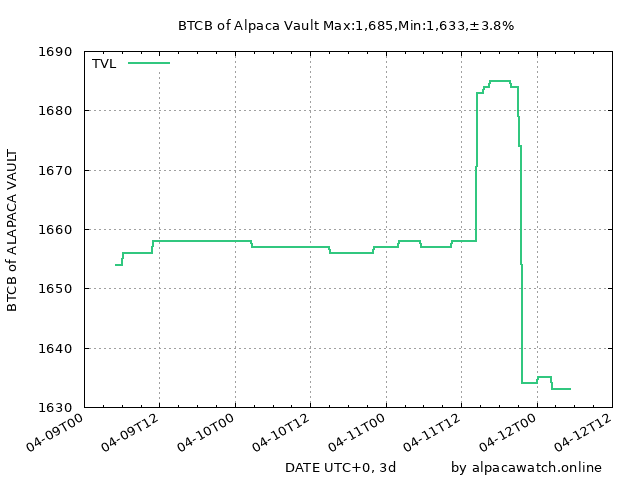 BTCB of Alpaca Vault Max:1,685,Min:1,633,±3.8%
TVL
BTCB of ALAPACA VAULT
1690
1680
1670
1660
1650
1640
1630
04-09T00
04-09T12
04-10T00
04-10T12
04-11T00
04-11T12
04-12T00
04-12T12
DATE UTC+0, 3d
by alpacawatch.online